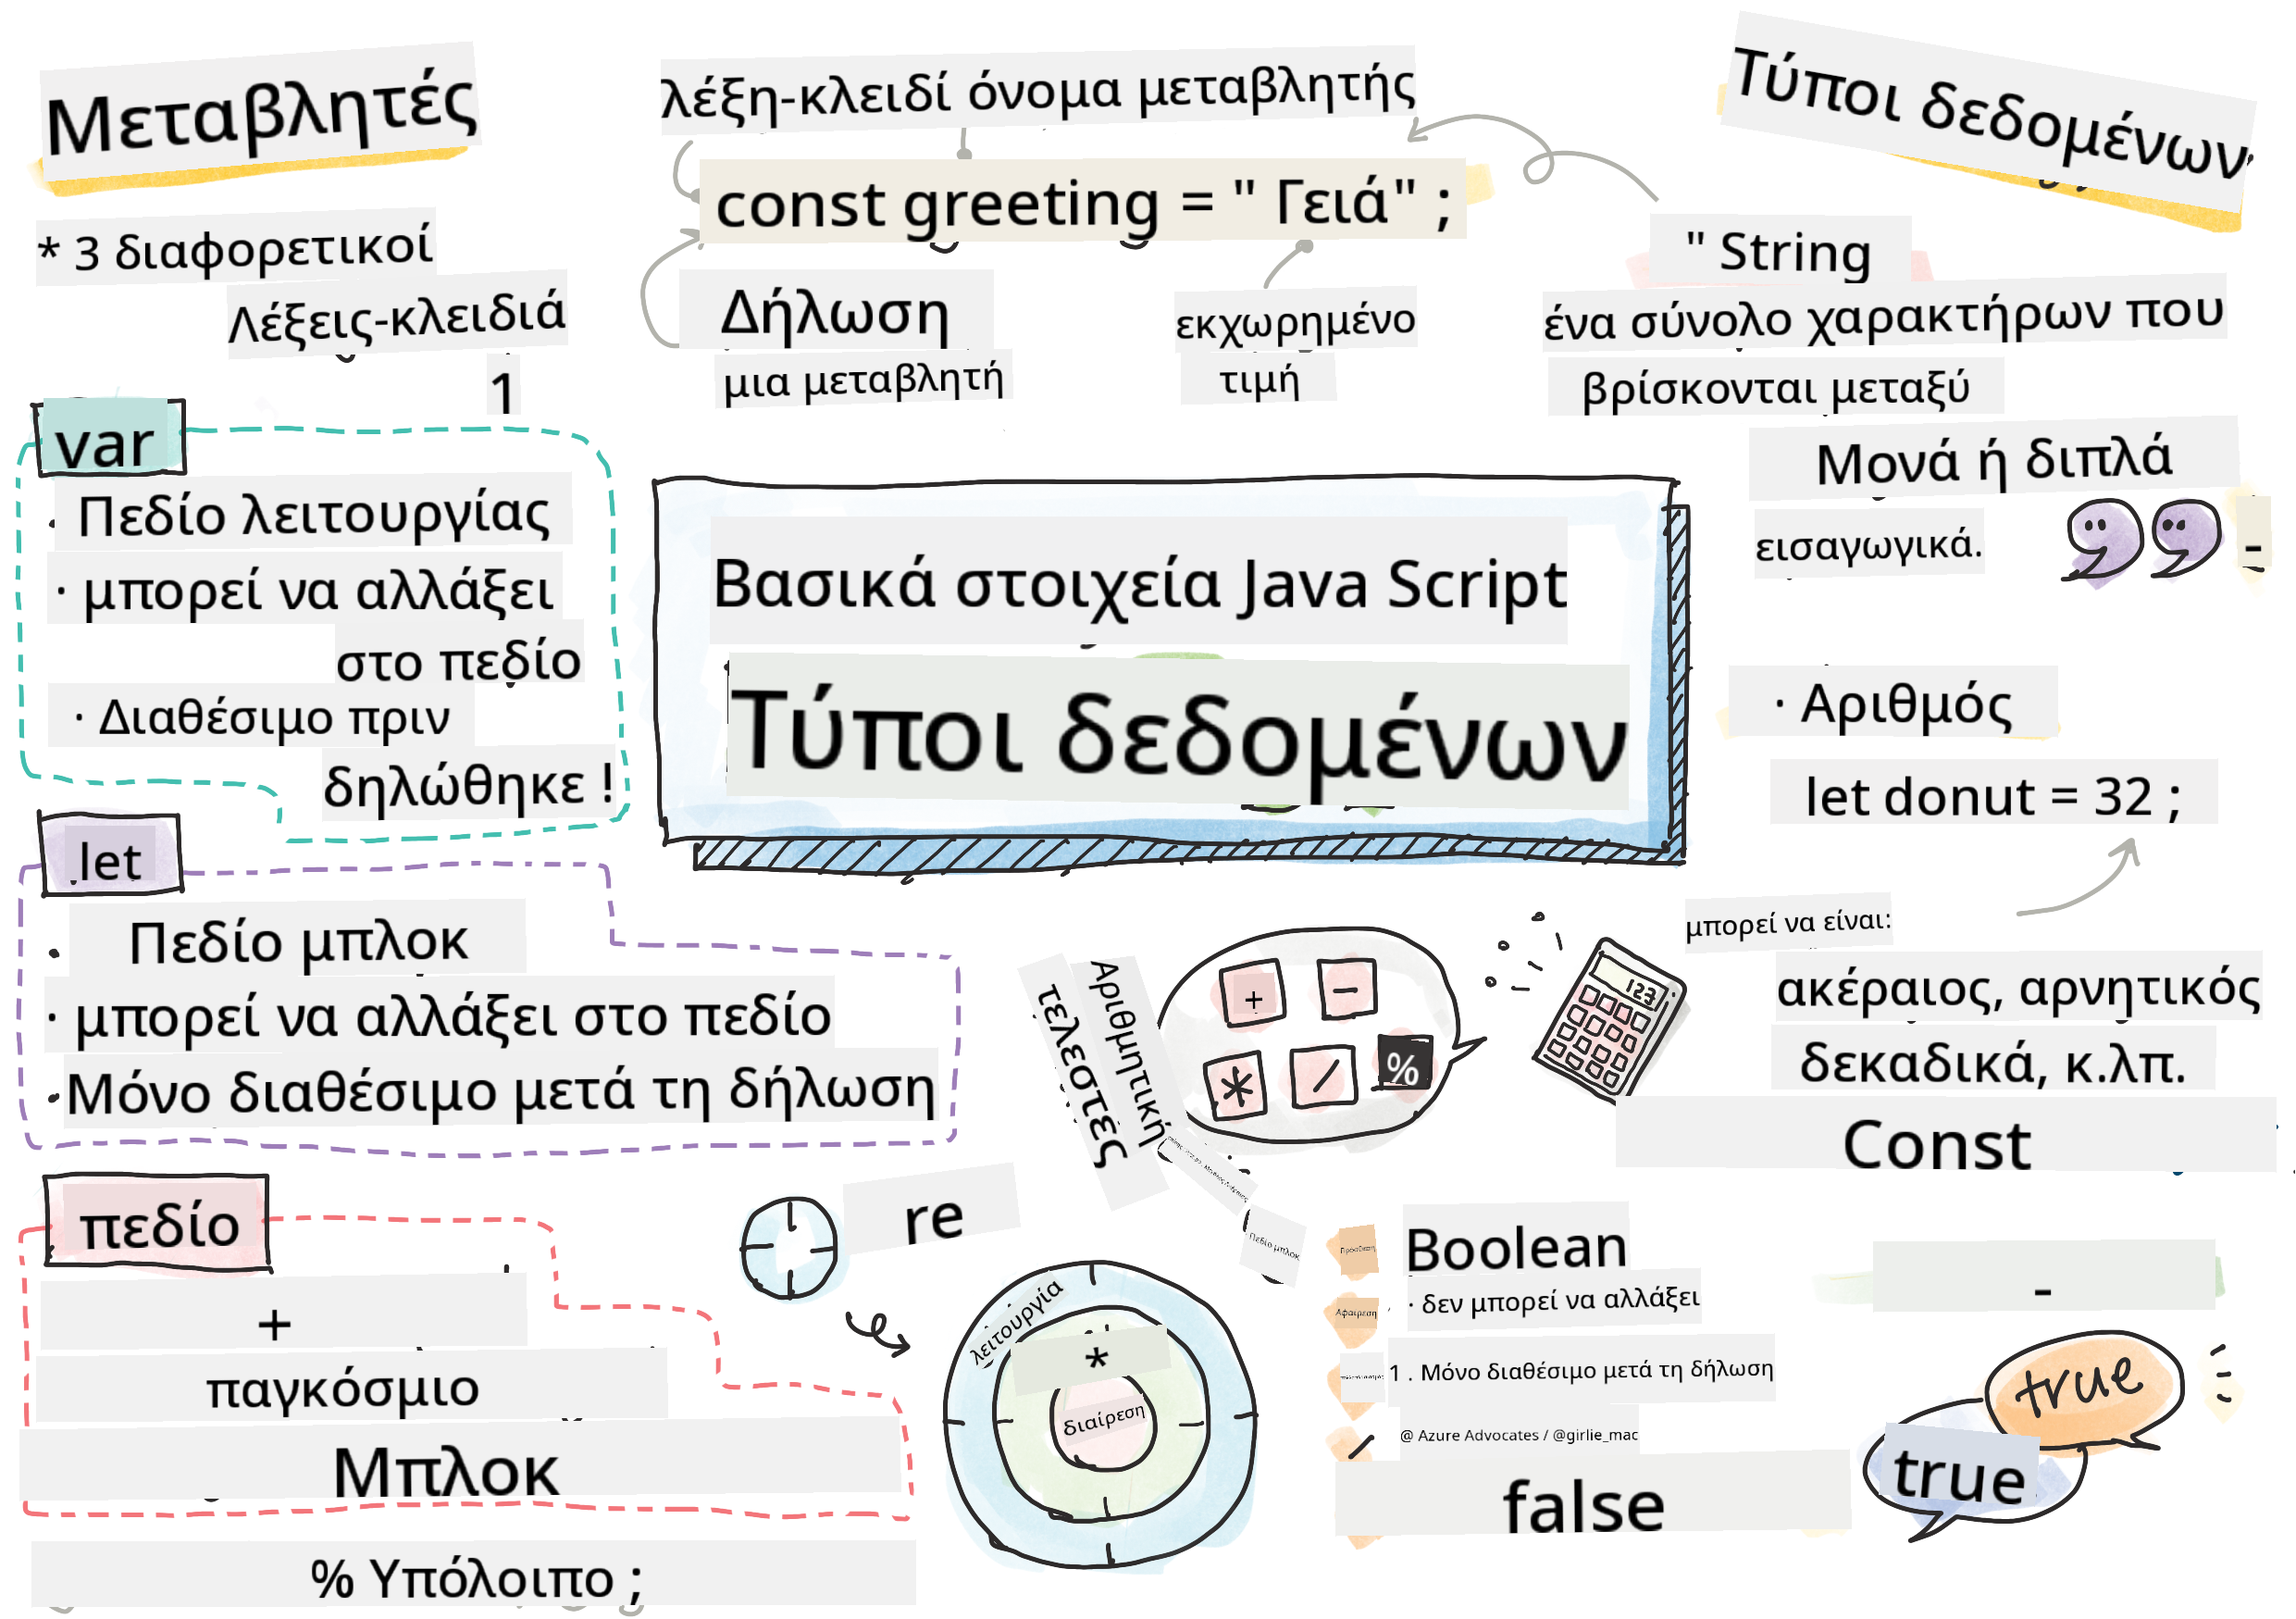 Μεταβλητές
* 3 διαφορετικοί
Λέξεις-κλειδιά
1
var
Πεδίο λειτουργίας
· μπορεί να αλλάξει
στο πεδίο
· Διαθέσιμο πριν
δηλώθηκε !
let
Πεδίο μπλοκ
· μπορεί να αλλάξει στο πεδίο
Μόνο διαθέσιμο μετά τη δήλωση
πεδίο
+
παγκόσμιο
Μπλοκ
% Υπόλοιπο ;
λέξη-κλειδί όνομα μεταβλητής
const greeting = " Γειά" ;
Δήλωση
μια μεταβλητή
εκχωρημένο
τιμή
Βασικά στοιχεία Java Script
Τύποι δεδομένων
Αριθμητική
τελεστές
+
−
*
/
%
123
re
λειτουργία
*
διαίρεση
Πεδίο μπλοκ
Πρόσθεση
Αφαίρεση
/
Boolean
· δεν μπορεί να αλλάξει
1 . Μόνο διαθέσιμο μετά τη δήλωση
@ Azure Advocates / @girlie_mac
false
Τύποι δεδομένων
" String
ένα σύνολο χαρακτήρων που
βρίσκονται μεταξύ
Μονά ή διπλά
εισαγωγικά.
-
· Αριθμός
let donut = 32 ;
μπορεί να είναι:
ακέραιος, αρνητικός
δεκαδικά, κ.λπ.
Const
-
true
true